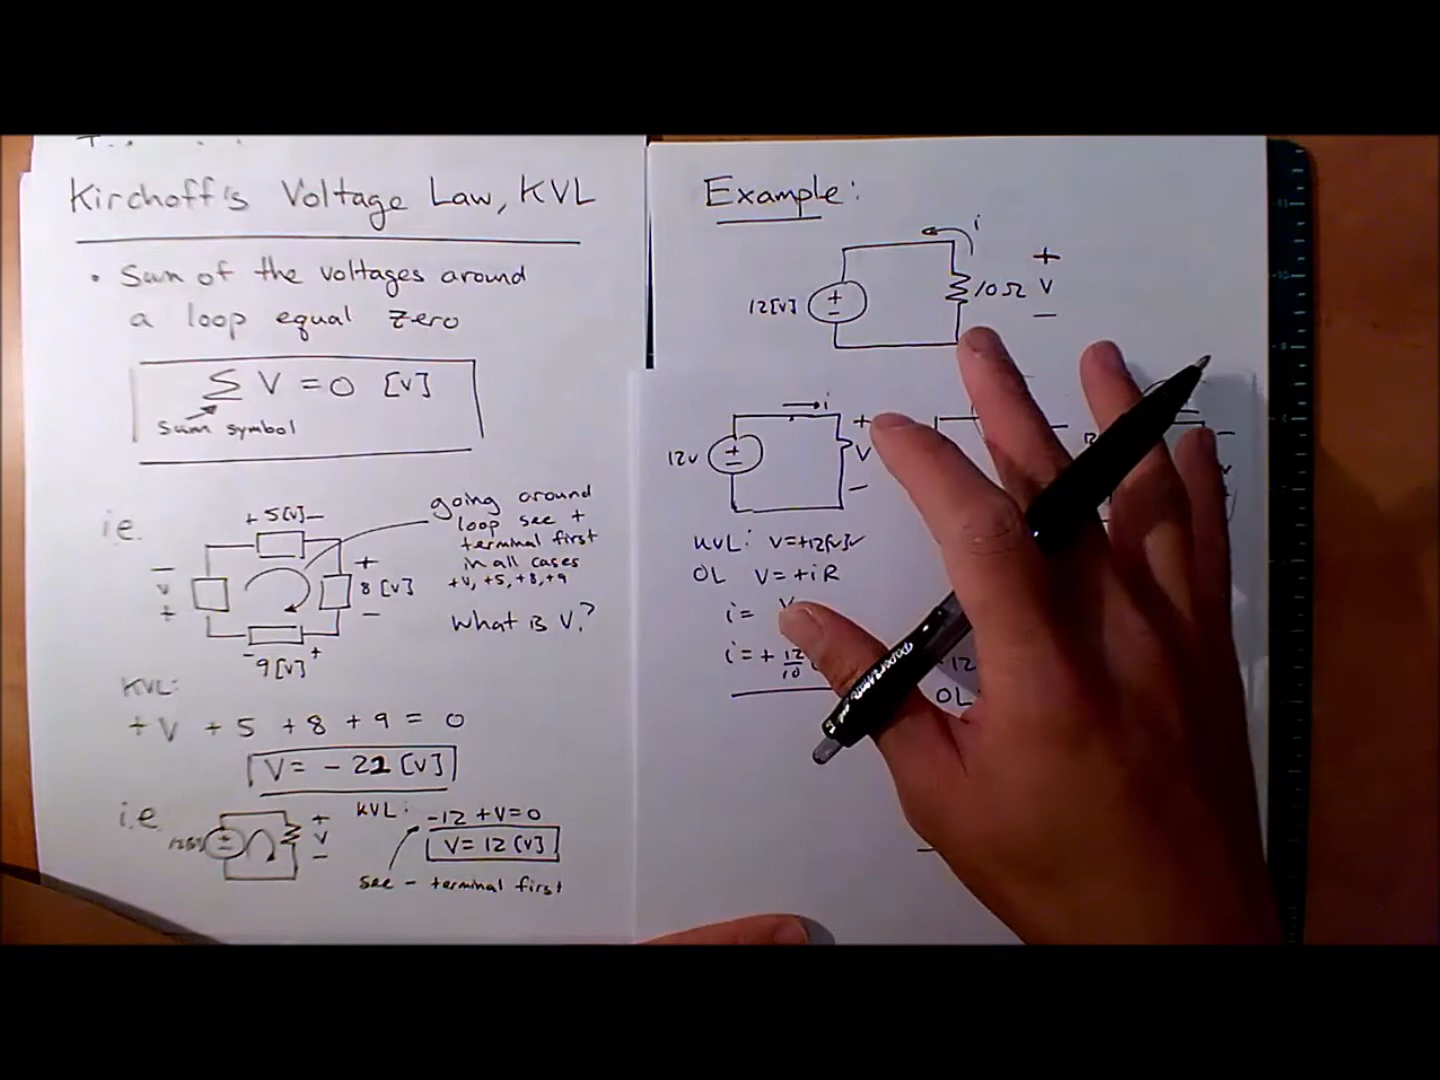 Kirchoff's Voltage Law, KVL
• Sum of the voltages around
a loop equal zero
Σ V = 0 [V]
sum symbol
i.e.
+ 5[V] −
− V +
+ 8 [V] −
− 9[V] +
going around
loop see +
terminal first
in all cases
+V, +5, +8, +9
What is V?
KVL:
+V + 5 + 8 + 9 = 0
V = - 22 [V]
i.e
+ V −
KVL:
-12 + V = 0
V = 12 [V]
see - terminal first
Example:
i
12[V]
+ −
10Ω
+ V −
i
12V
+ −
+ V −
KVL: V=+12[V]
OL V = +iR
i =
i = + 12/10
OL